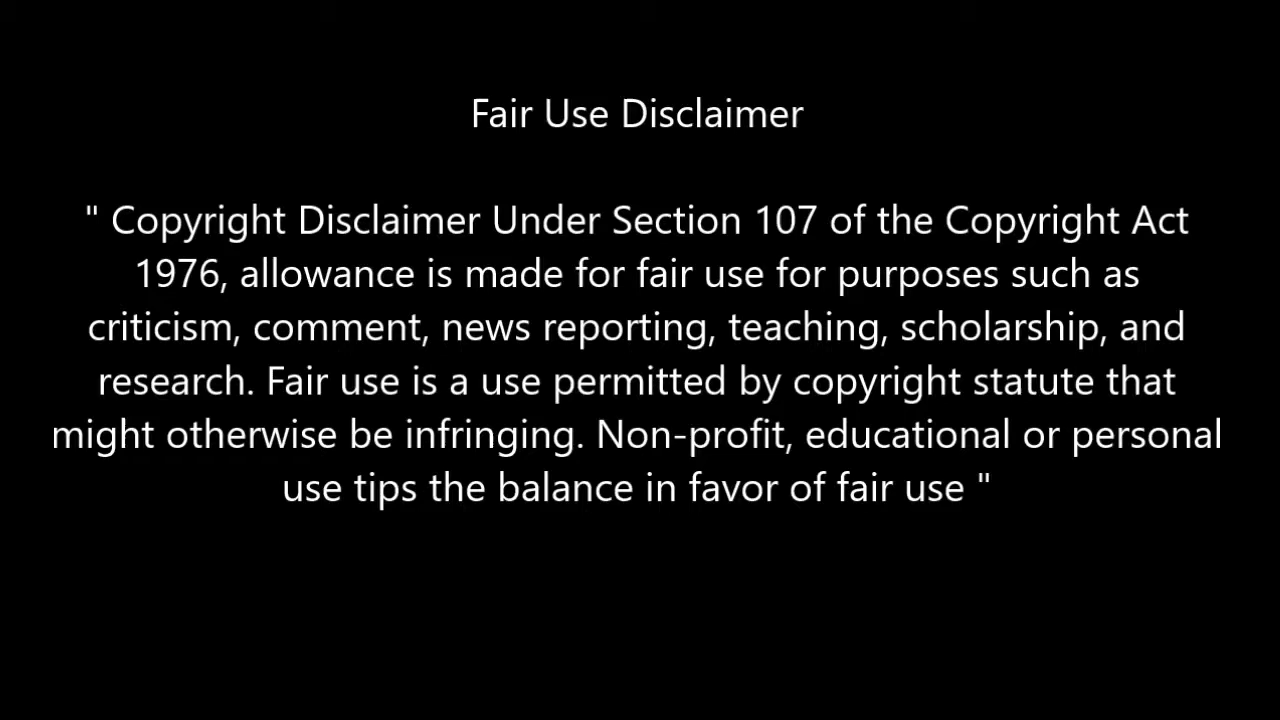 Fair Use Disclaimer
" Copyright Disclaimer Under Section 107 of the Copyright Act
1976, allowance is made for fair use for purposes such as
criticism, comment, news reporting, teaching, scholarship, and
research. Fair use is a use permitted by copyright statute that
might otherwise be infringing. Non-profit, educational or personal
use tips the balance in favor of fair use "